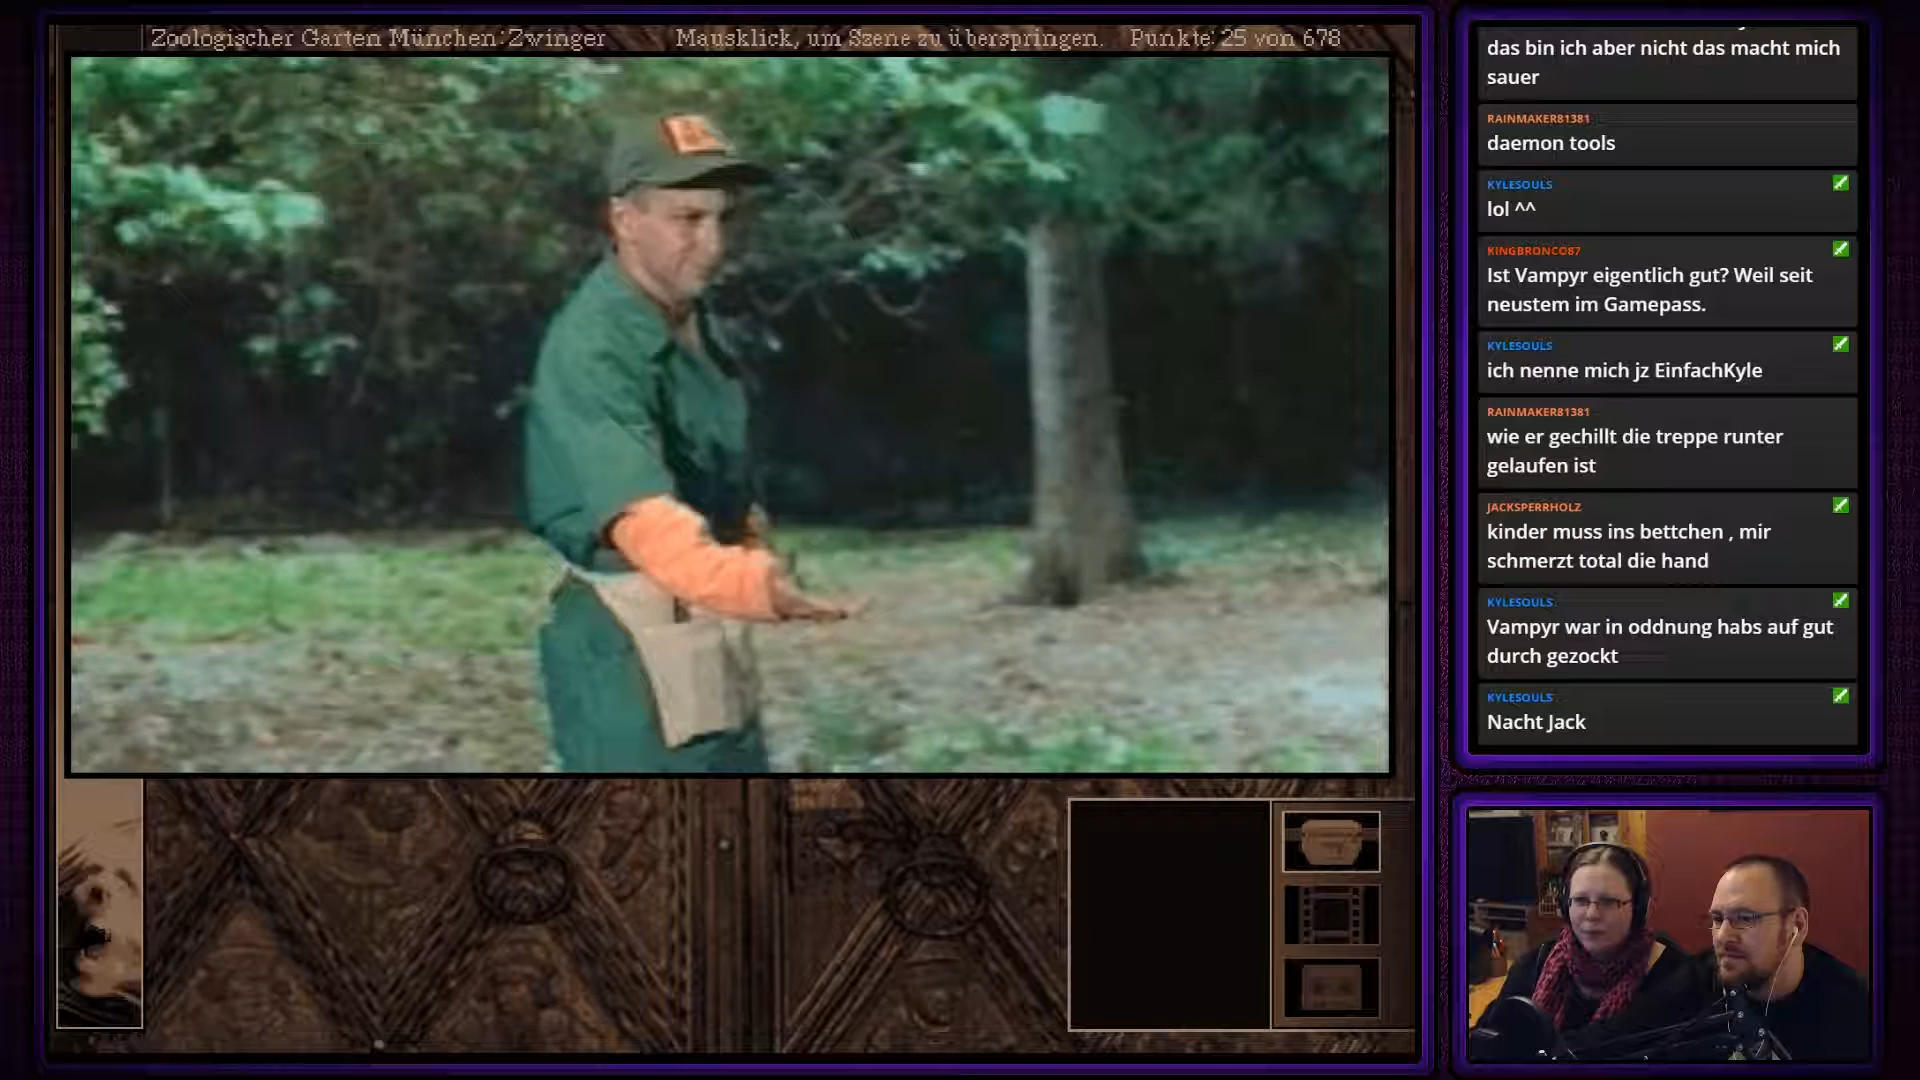 Zoologischer Garten München: Zwinger
Mausklick, um Szene zu überspringen.
Punkte: 25 von 678
das bin ich aber nicht das macht mich
sauer
RAINMAKER81381
daemon tools
KYLESOULS
lol ^^
KINGBRONCO87
Ist Vampyr eigentlich gut? Weil seit
neustem im Gamepass.
KYLESOULS
ich nenne mich jz EinfachKyle
RAINMAKER81381
wie er gechillt die treppe runter
gelaufen ist
JACKSPERRHOLZ
kinder muss ins bettchen , mir
schmerzt total die hand
KYLESOULS
Vampyr war in oddnung habs auf gut
durch gezockt
KYLESOULS
Nacht Jack